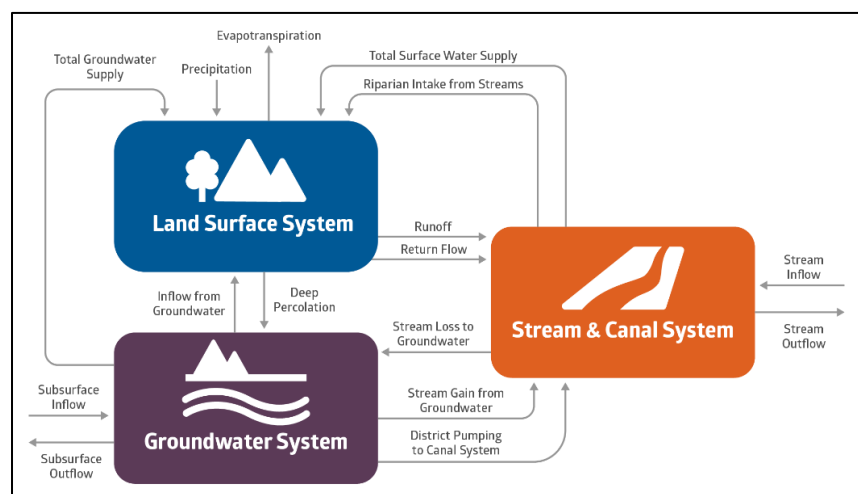 Evapotranspiration
Total Groundwater
Supply
Precipitation
Total Surface Water Supply
Riparian Intake from Streams
Land Surface System
Runoff
Return Flow
Stream
Inflow
Stream & Canal System
Stream
Outflow
Inflow from
Groundwater
Deep
Percolation
Stream Loss to
Groundwater
Subsurface
Inflow
Stream Gain from
Groundwater
Groundwater System
District Pumping
to Canal System
Subsurface
Outflow